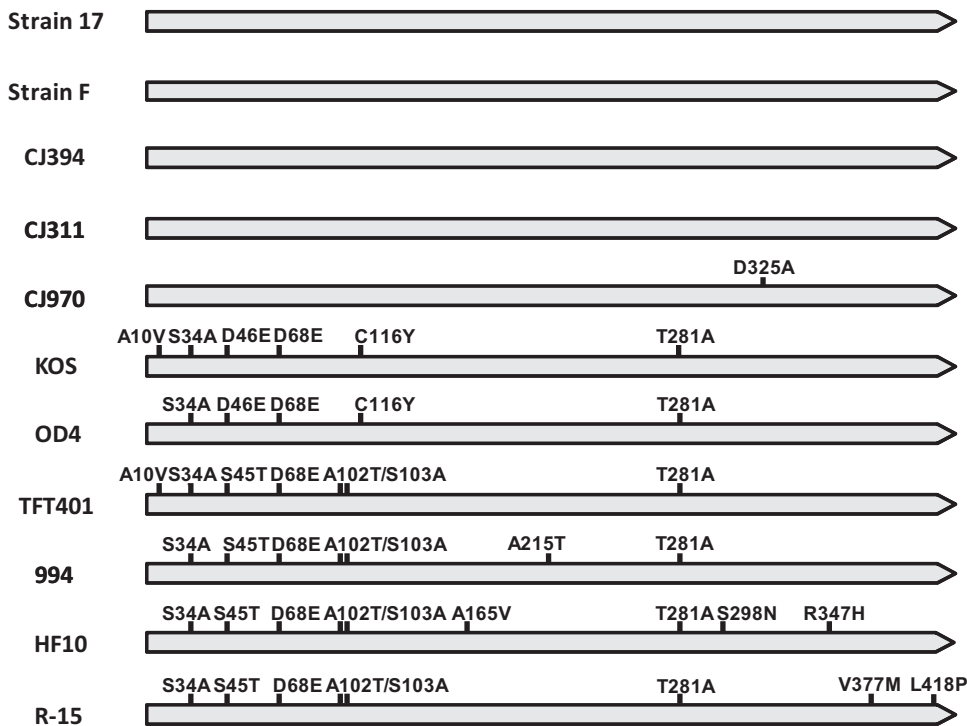 Strain 17
Strain F
CJ394
CJ311
D325A
CJ970
A10V S34A D46E D68E C116Y T281A
KOS
S34A D46E D68E C116Y T281A
OD4
A10V S34A S45T D68E A102T/S103A T281A
TFT401
S34A S45T D68E A102T/S103A A215T T281A
994
S34A S45T D68E A102T/S103A A165V T281A S298N R347H
HF10
S34A S45T D68E A102T/S103A T281A V377M L418P
R-15